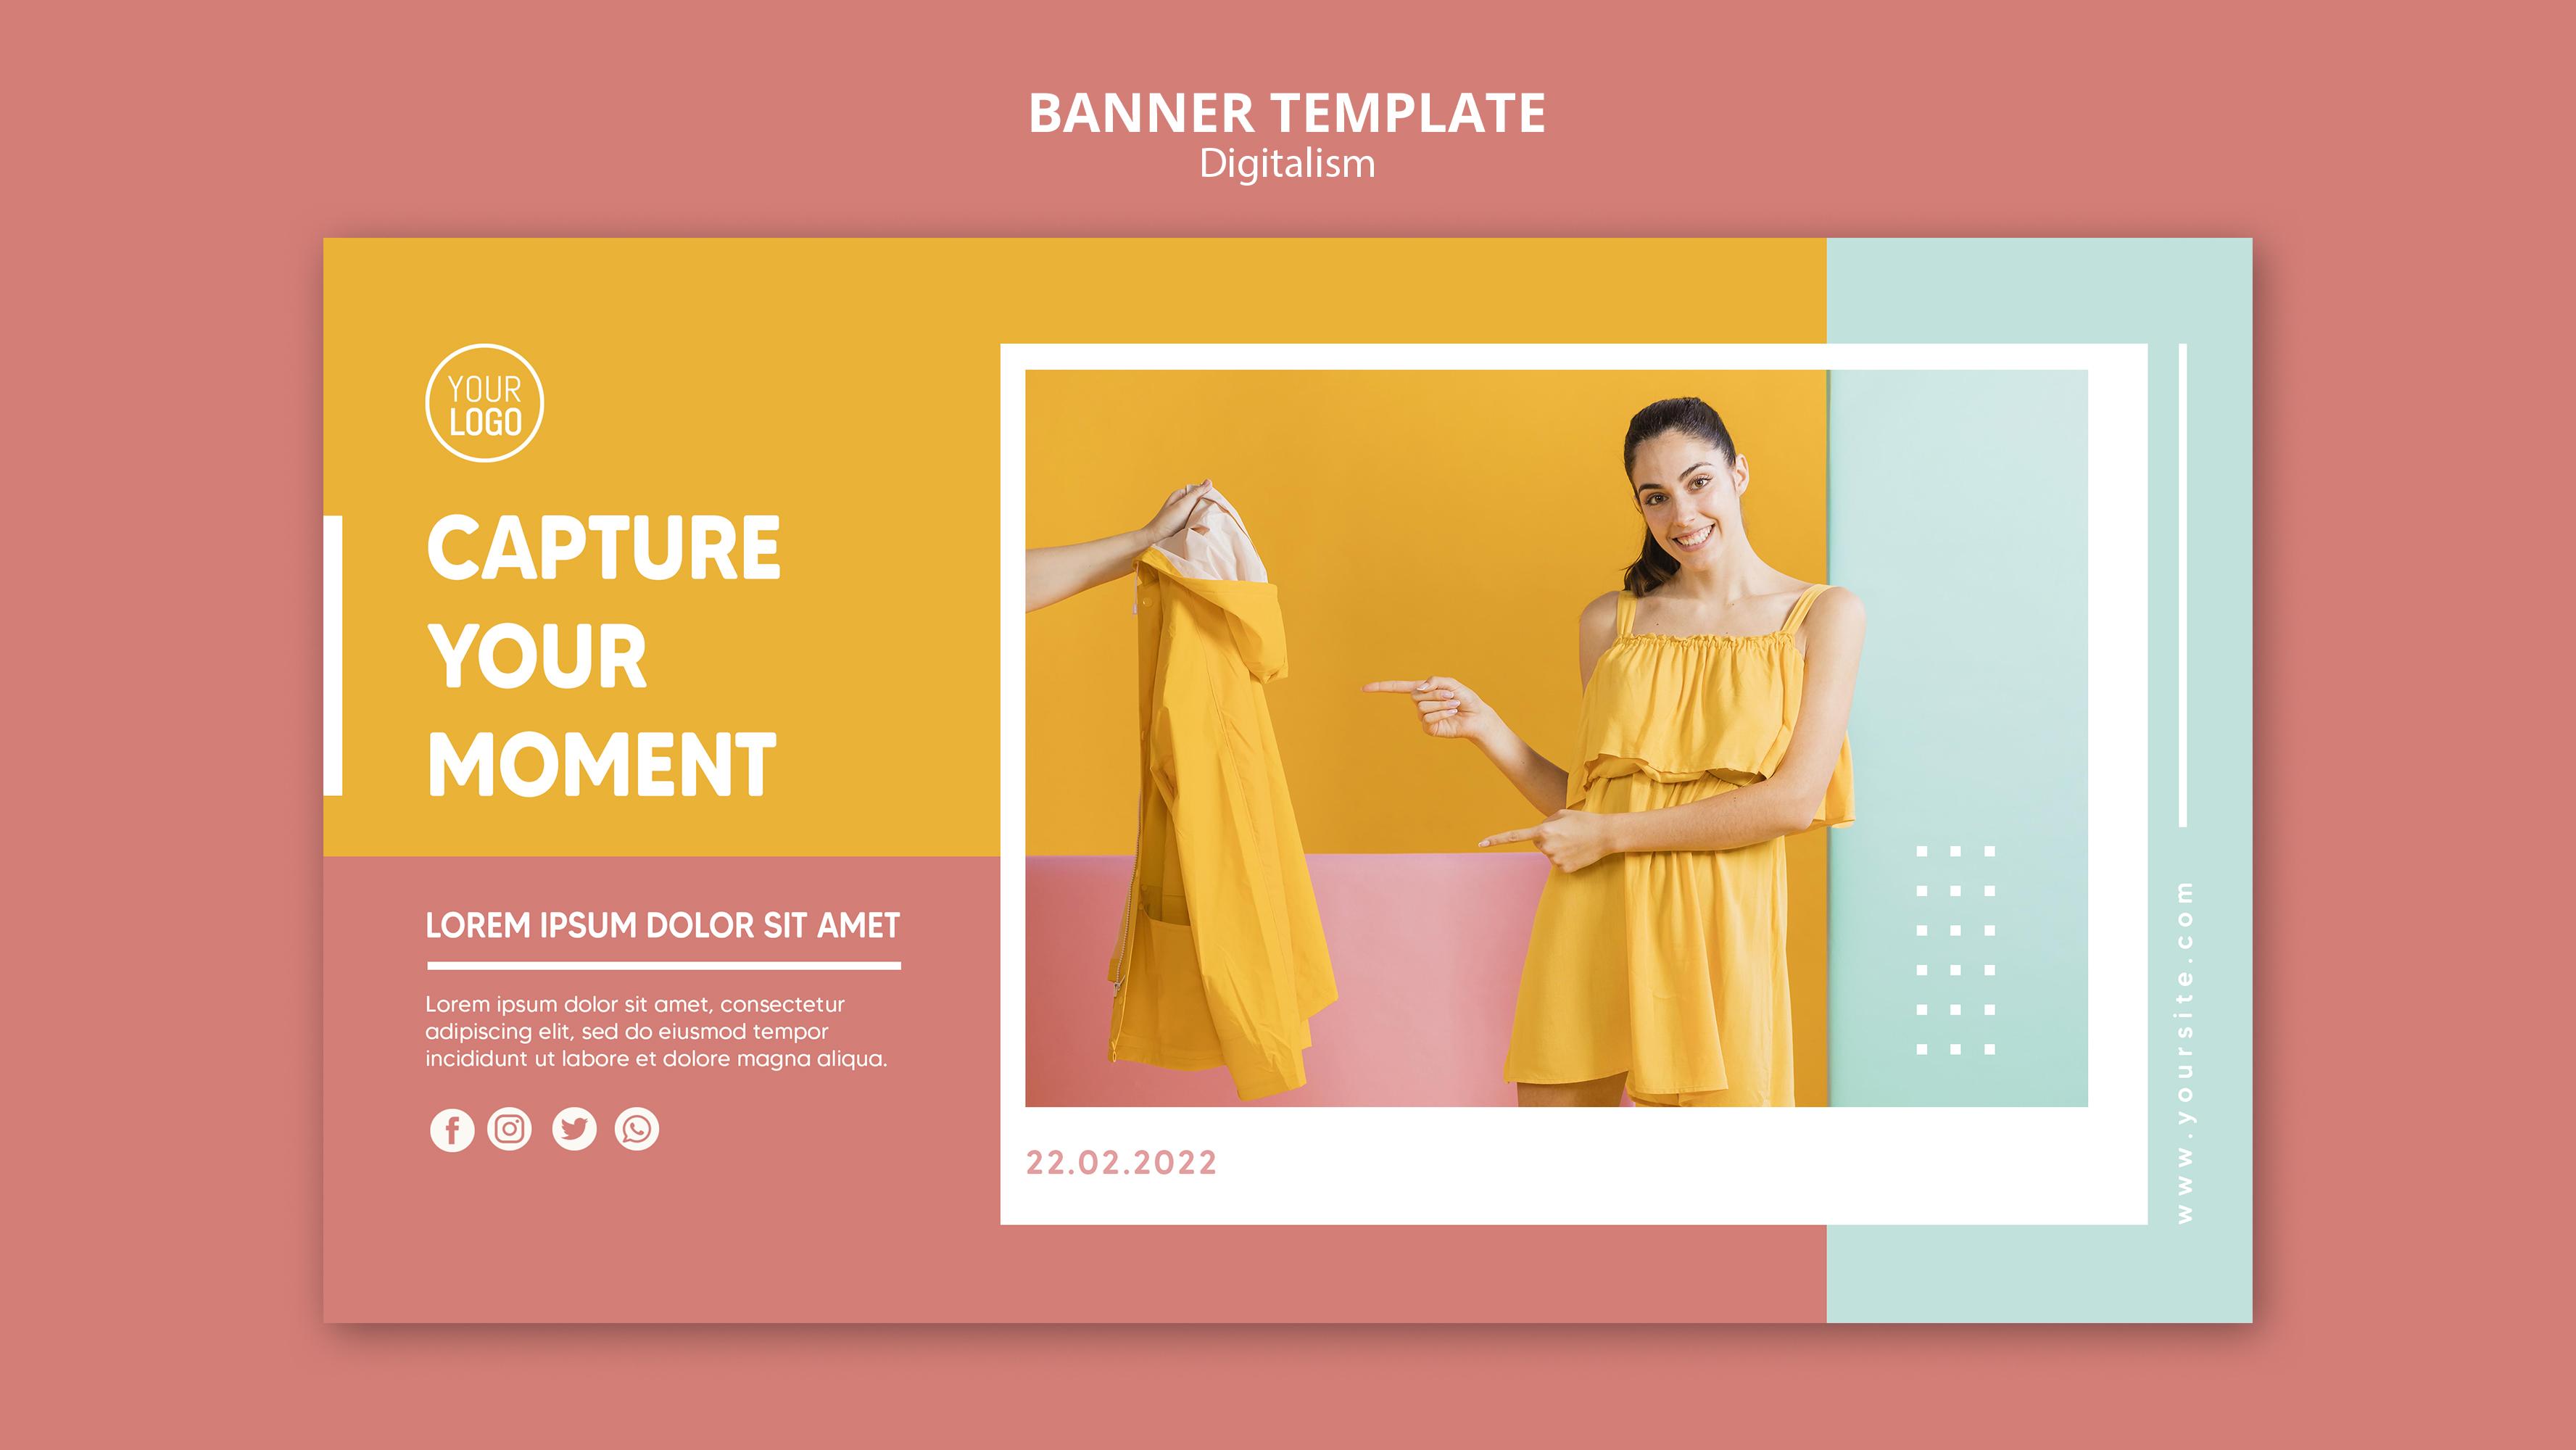 BANNER TEMPLATE
Digitalism
YOUR
LOGO
CAPTURE
YOUR
MOMENT
LOREM IPSUM DOLOR SIT AMET
Lorem ipsum dolor sit amet, consectetur
adipiscing elit, sed do eiusmod tempor
incididunt ut labore et dolore magna aliqua.
22.02.2022
www.yoursite.com